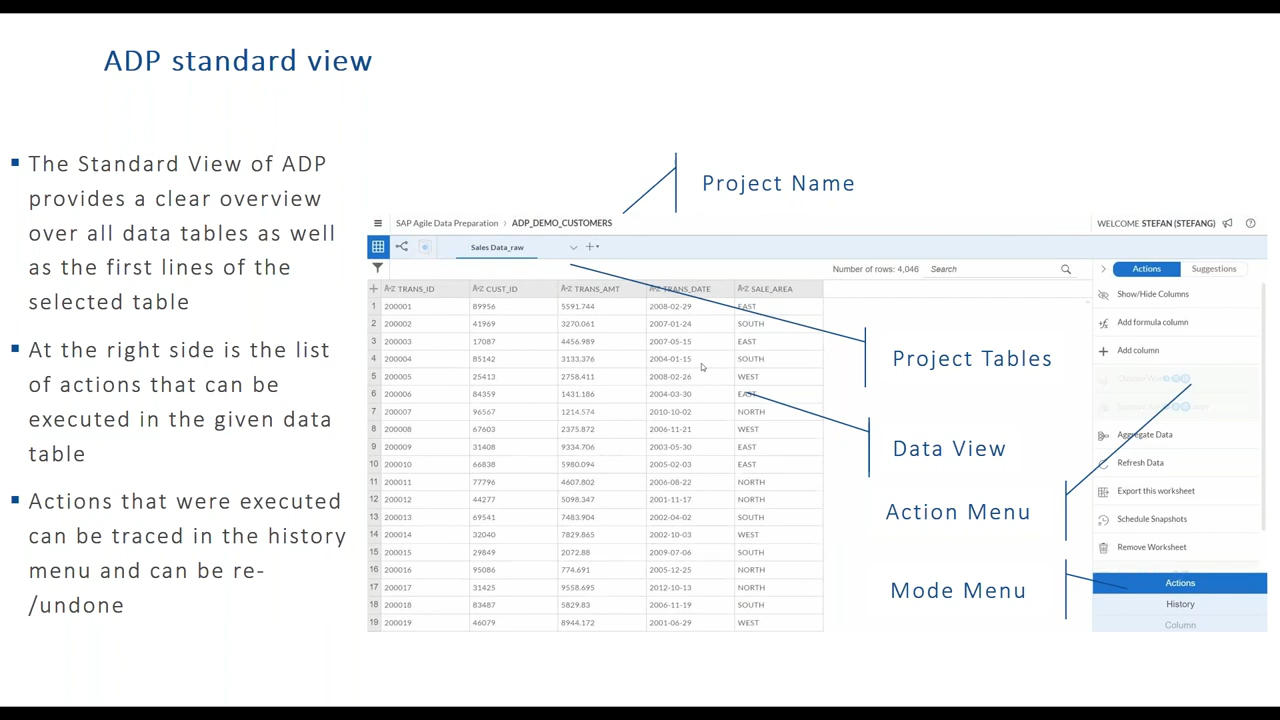 ADP standard view
The Standard View of ADP
provides a clear overview
over all data tables as well
as the first lines of the
selected table
At the right side is the list
of actions that can be
executed in the given data
table
Actions that were executed
can be traced in the history
menu and can be re-
/undone
Project Name
SAP Agile Data Preparation > ADP_DEMO_CUSTOMERS
WELCOME STEFAN (STEFANG)
Sales Data_raw
Number of rows: 4,046 Search
Actions Suggestions
TRANS_ID CUST_ID TRANS_AMT TRANS_DATE SALE_AREA
1 200001 89956 5591.744 2008-02-29 EAST
2 200002 41969 3270.061 2007-01-24 SOUTH
3 200003 17087 4456.989 2007-05-15 EAST
4 200004 85142 3133.376 2004-01-15 SOUTH
5 200005 25413 2758.411 2008-02-26 WEST
6 200006 84359 1431.186 2004-03-30 EAST
7 200007 96567 1214.574 2010-10-02 NORTH
8 200008 67603 2375.872 2006-11-21 WEST
9 200009 31408 9334.706 2003-05-30 EAST
10 200010 66838 5980.094 2005-02-03 EAST
11 200011 77796 4607.802 2006-08-22 NORTH
12 200012 44277 5098.347 2001-11-17 NORTH
13 200013 69541 7483.904 2002-04-02 SOUTH
14 200014 32040 7829.865 2002-10-03 WEST
15 200015 29849 2072.88 2009-07-06 SOUTH
16 200016 95086 774.691 2005-12-25 NORTH
17 200017 31425 9558.695 2012-10-13 NORTH
18 200018 83487 5829.83 2006-11-19 SOUTH
19 200019 46079 8944.172 2001-06-29 WEST
Project Tables
Data View
Action Menu
Mode Menu
Show/Hide Columns
Add formula column
Add column
Aggregate Data
Refresh Data
Export this worksheet
Schedule Snapshots
Remove Worksheet
Actions
History
Column